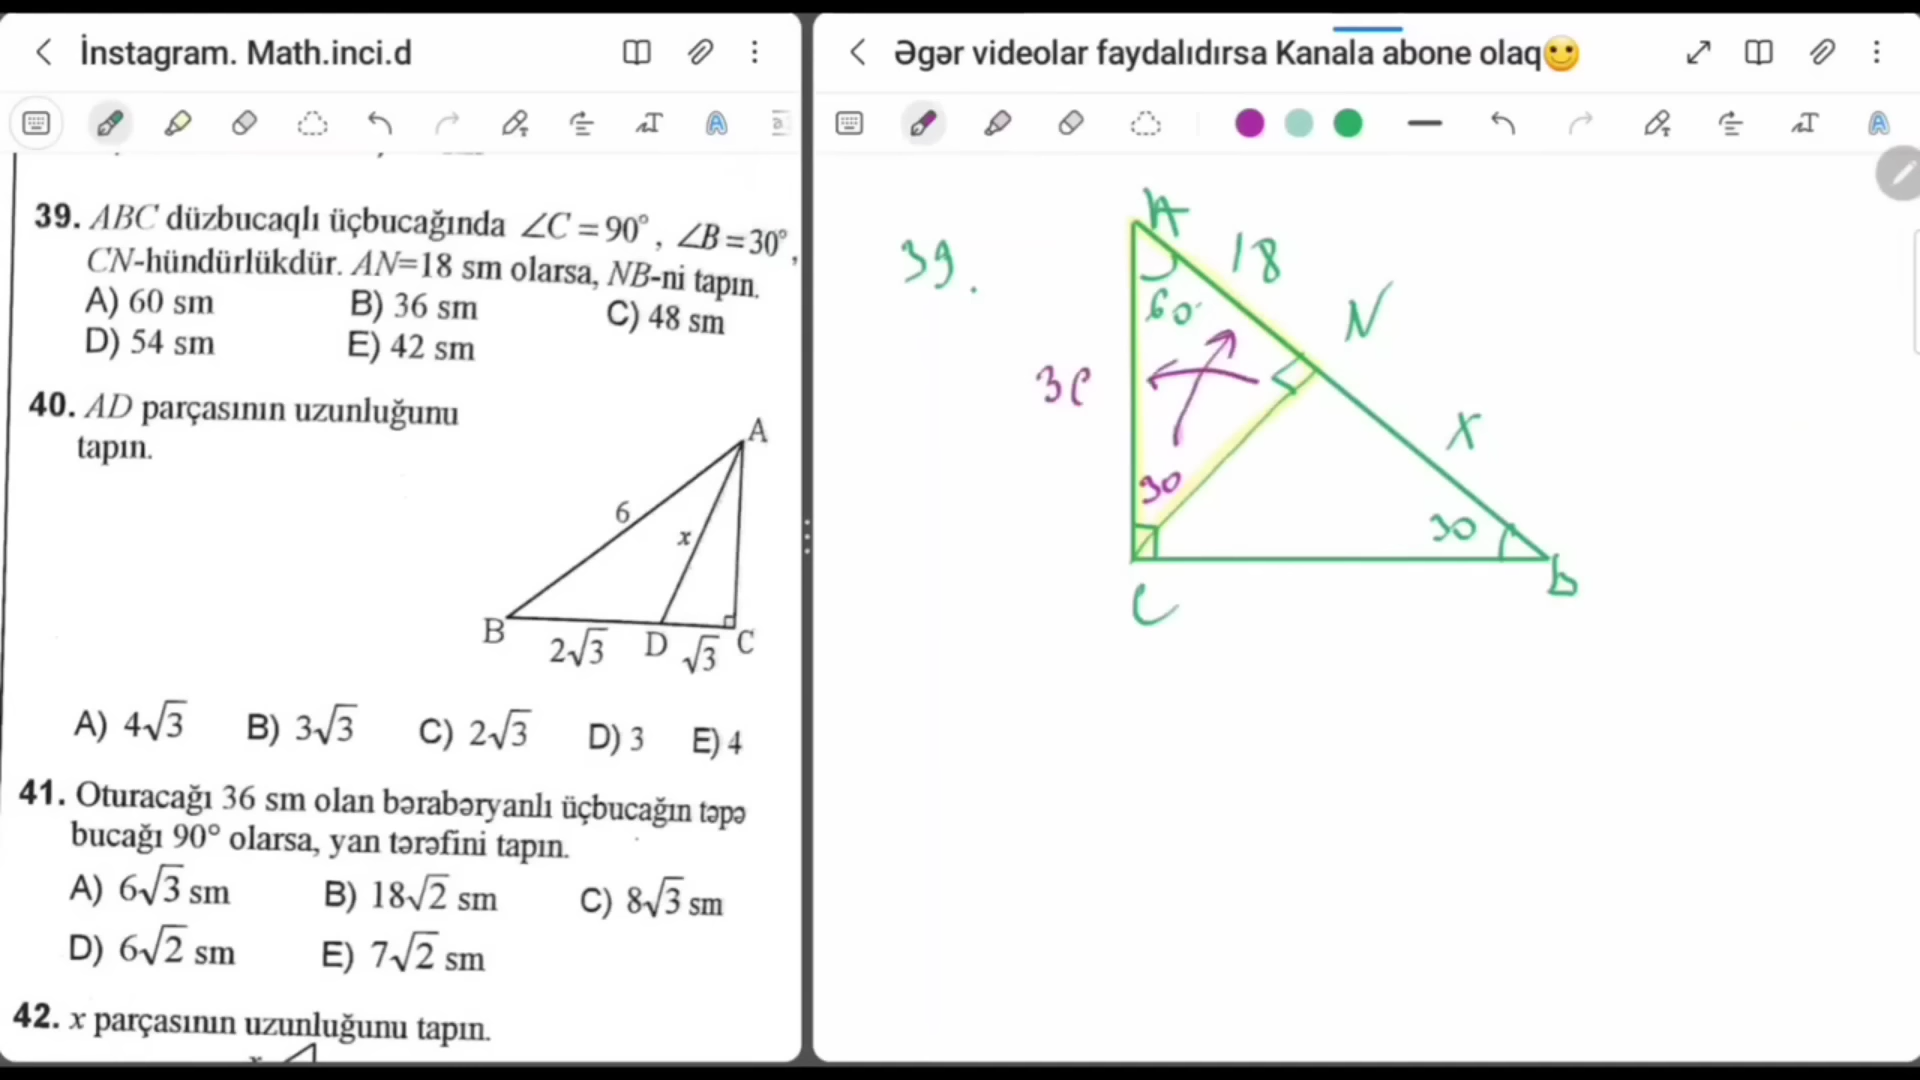 İnstagram. Math.inci.d
39. ABC düzbucaqlı üçbucağında ∠C = 90°, ∠B = 30°,
CN-hündürlükdür. AN=18 sm olarsa, NB-ni tapın.
A) 60 sm B) 36 sm C) 48 sm
D) 54 sm E) 42 sm
40. AD parçasının uzunluğunu
tapın.
A
6
x
B 2√3 D √3 C
A) 4√3 B) 3√3 C) 2√3 D) 3 E) 4
41. Oturacağı 36 sm olan bərabəryanlı üçbucağın təpə
bucağı 90° olarsa, yan tərəfini tapın.
A) 6√3 sm B) 18√2 sm C) 8√3 sm
D) 6√2 sm E) 7√2 sm
42. x parçasının uzunluğunu tapın.
x
Əgər videolar faydalıdırsa Kanala abone olaq🙂
39.
A
18
60
N
x
30
30
C
b